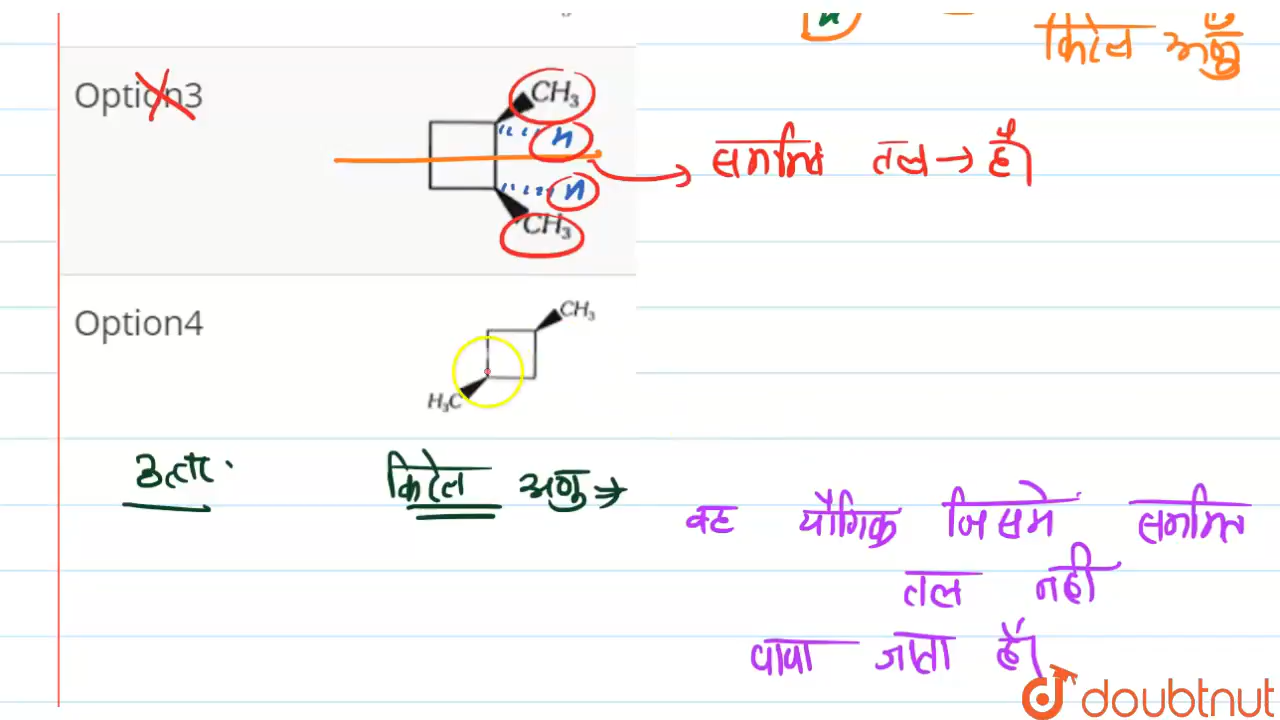 H
किरेल अणु
Option3
CH3
H
H
CH3
सममित तल → है।
Option4
CH3
H3C
उत्तर
किरेल अणु ⇒
वह यौगिक जिसमें सममित
तल नहीं
पाया जाता है।
doubtnut